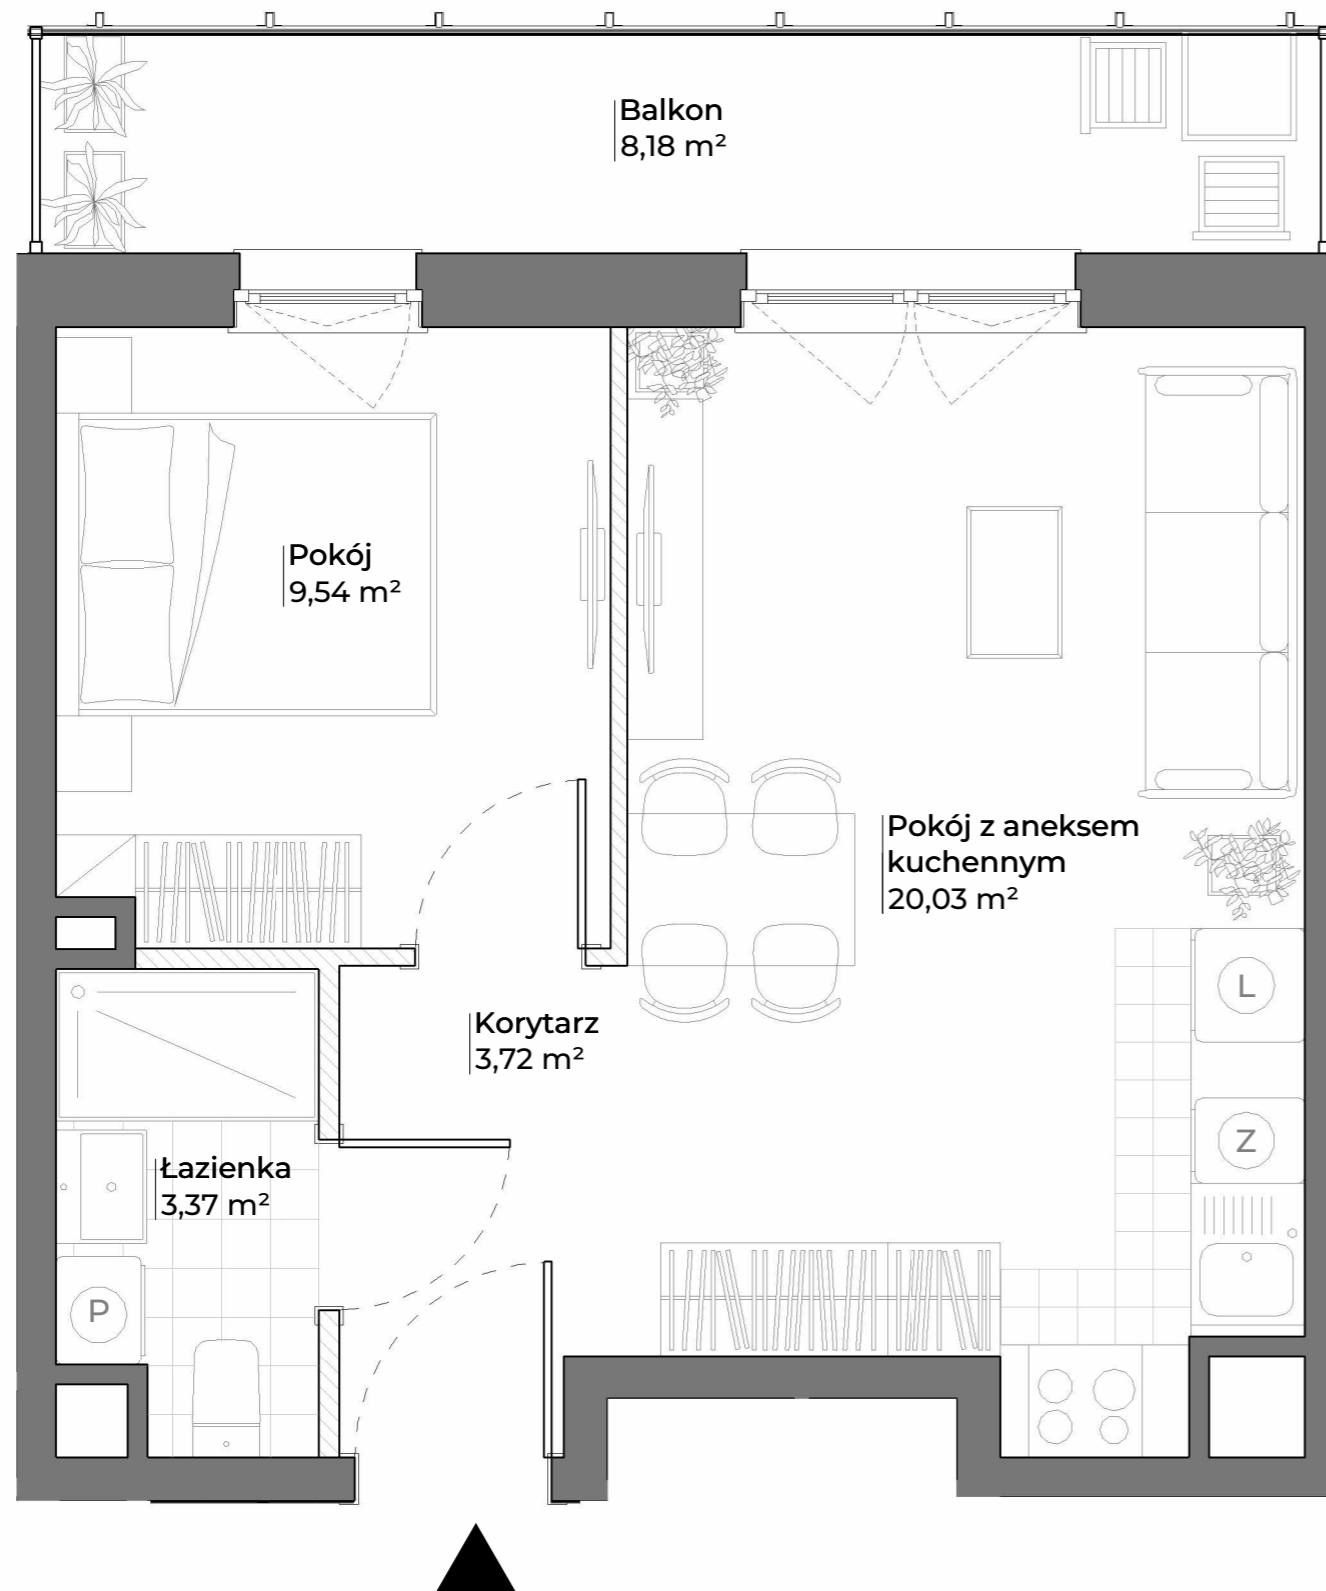 Balkon
8,18 m²
Pokój
9,54 m²
Pokój z aneksem
kuchennym
20,03 m²
L
Korytarz
3,72 m²
Z
Łazienka
3,37 m²
P